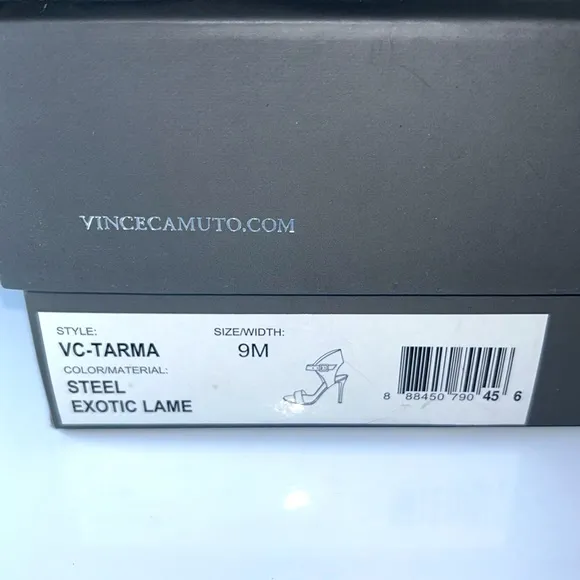 VINCECAMUTO.COM
STYLE: SIZE/WIDTH:
VC-TARMA 9M
COLOR/MATERIAL:
STEEL
EXOTIC LAME
8 88450 790 45 6